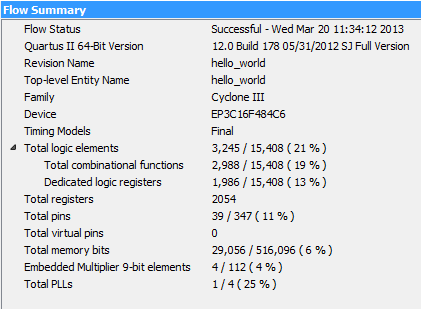 Flow Summary
Flow Status Successful - Wed Mar 20 11:34:12 2013
Quartus II 64-Bit Version 12.0 Build 178 05/31/2012 SJ Full Version
Revision Name hello_world
Top-level Entity Name hello_world
Family Cyclone III
Device EP3C16F484C6
Timing Models Final
Total logic elements 3,245 / 15,408 ( 21 % )
Total combinational functions 2,988 / 15,408 ( 19 % )
Dedicated logic registers 1,986 / 15,408 ( 13 % )
Total registers 2054
Total pins 39 / 347 ( 11 % )
Total virtual pins 0
Total memory bits 29,056 / 516,096 ( 6 % )
Embedded Multiplier 9-bit elements 4 / 112 ( 4 % )
Total PLLs 1 / 4 ( 25 % )